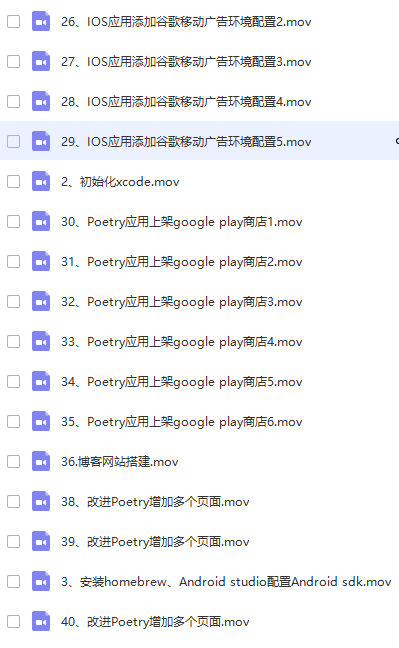 26、IOS应用添加谷歌移动广告环境配置2.mov
27、IOS应用添加谷歌移动广告环境配置3.mov
28、IOS应用添加谷歌移动广告环境配置4.mov
29、IOS应用添加谷歌移动广告环境配置5.mov
2、初始化xcode.mov
30、Poetry应用上架google play商店1.mov
31、Poetry应用上架google play商店2.mov
32、Poetry应用上架google play商店3.mov
33、Poetry应用上架google play商店4.mov
34、Poetry应用上架google play商店5.mov
35、Poetry应用上架google play商店6.mov
36.博客网站搭建.mov
38、改进Poetry增加多个页面.mov
39、改进Poetry增加多个页面.mov
3、安装homebrew、Android studio配置Android sdk.mov
40、改进Poetry增加多个页面.mov